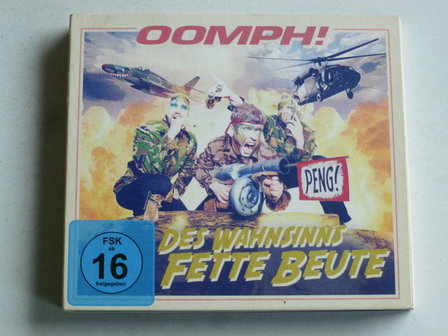 OOMPH!
PENG!
DES WAHNSINNS
FETTE BEUTE
FSK
ab
16
freigegeben